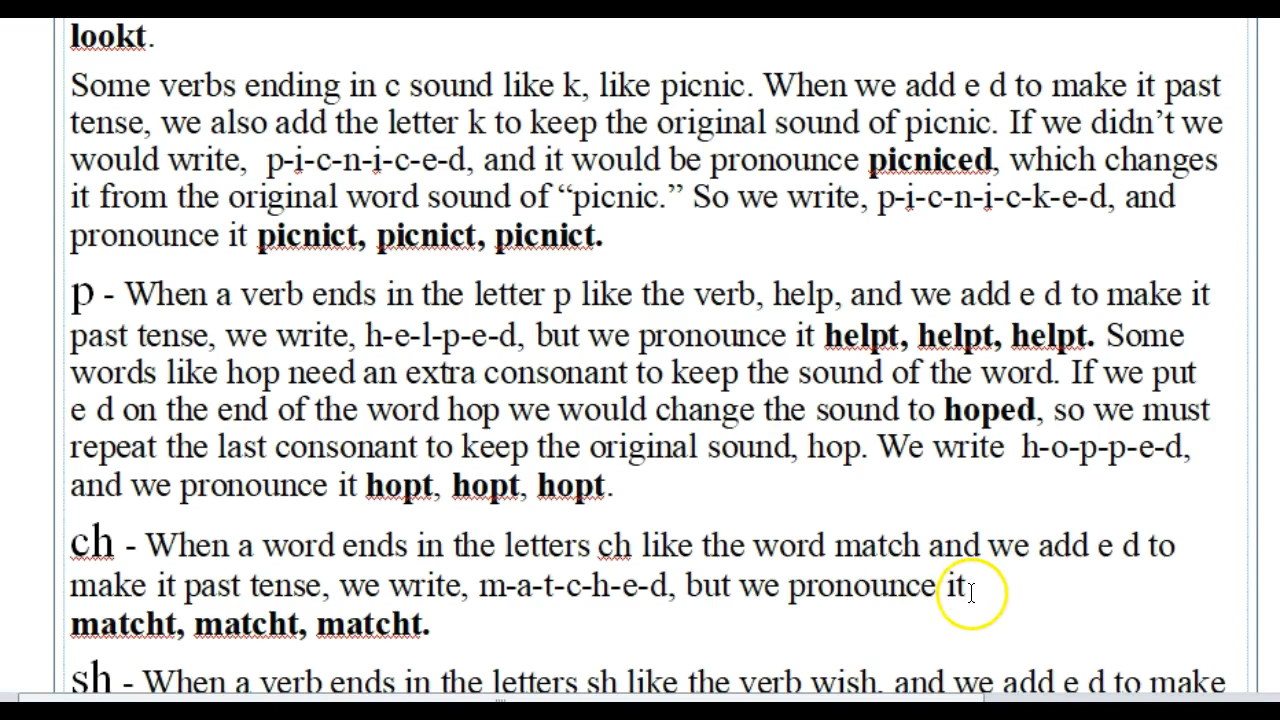 lookt.
Some verbs ending in c sound like k, like picnic. When we add e d to make it past
tense, we also add the letter k to keep the original sound of picnic. If we didn’t we
would write,  p-i-c-n-i-c-e-d, and it would be pronounce picniced, which changes
it from the original word sound of “picnic.” So we write, p-i-c-n-i-c-k-e-d, and
pronounce it picnict, picnict, picnict.
p - When a verb ends in the letter p like the verb, help, and we add e d to make it
past tense, we write, h-e-l-p-e-d, but we pronounce it helpt, helpt, helpt. Some
words like hop need an extra consonant to keep the sound of the word. If we put
e d on the end of the word hop we would change the sound to hoped, so we must
repeat the last consonant to keep the original sound, hop. We write  h-o-p-p-e-d,
and we pronounce it hopt, hopt, hopt.
ch - When a word ends in the letters ch like the word match and we add e d to
make it past tense, we write, m-a-t-c-h-e-d, but we pronounce it
matcht, matcht, matcht.
sh - When a verb ends in the letters sh like the verb wish, and we add e d to make